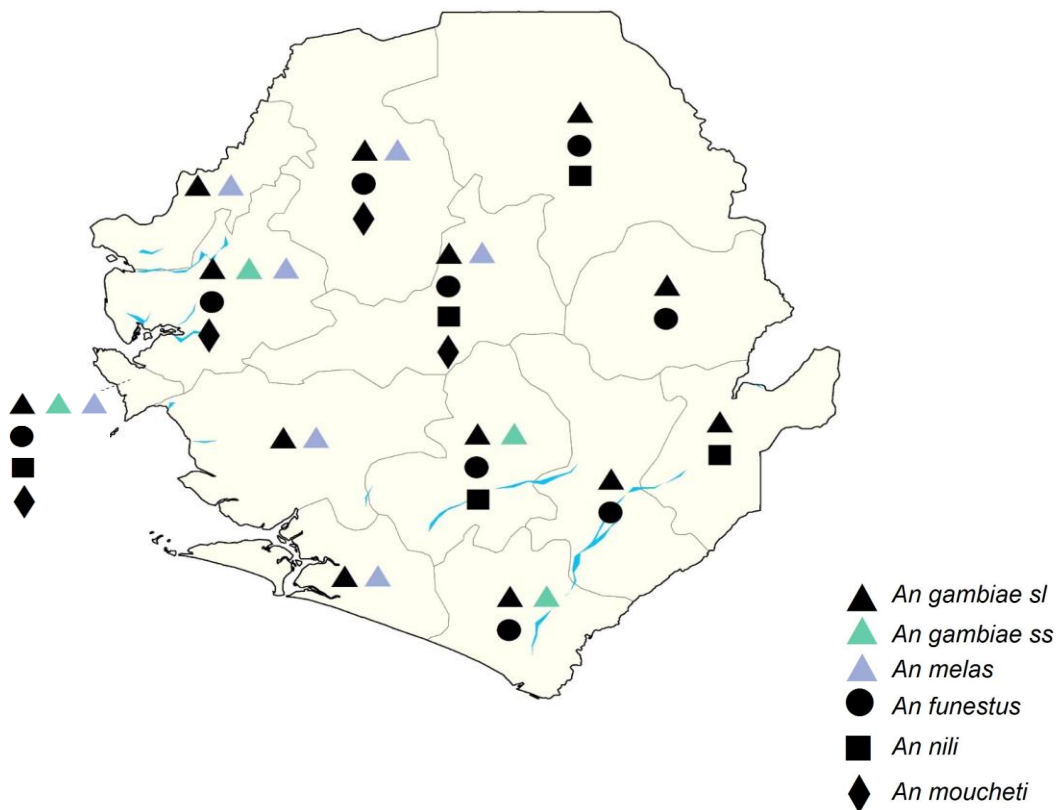 An gambiae sl
An gambiae ss
An melas
An funestus
An nili
An moucheti